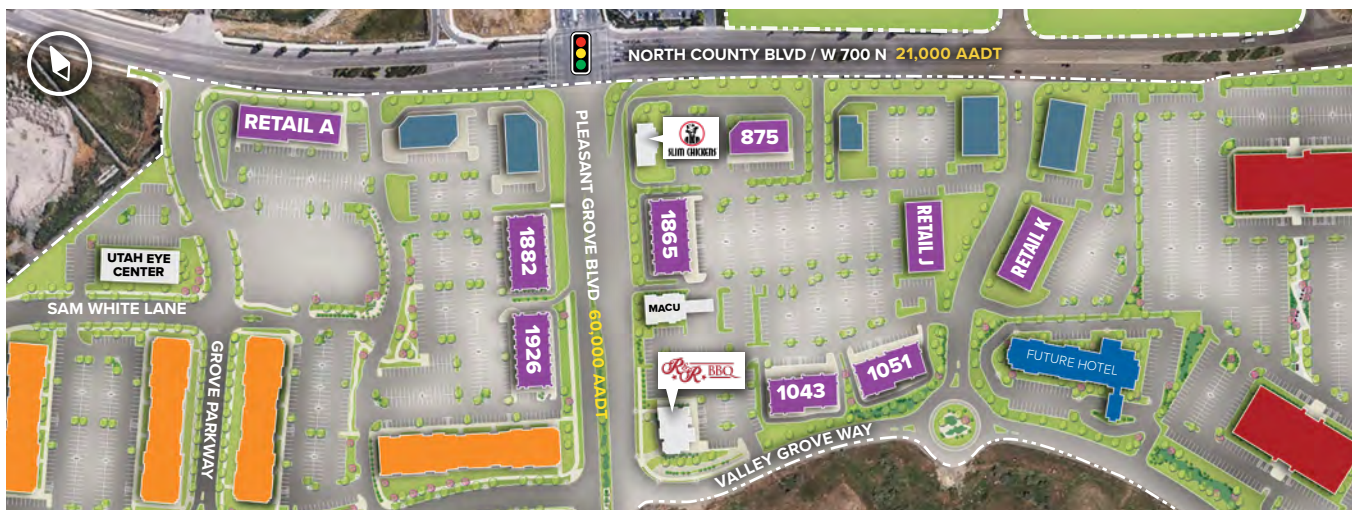 NORTH COUNTY BLVD / W 700 N 21,000 AADT
RETAIL A
PLEASANT GROVE BLVD 60,000 AADT
SLIM CHICKENS
875
1882
1865
RETAIL J
RETAIL K
UTAH EYE
CENTER
SAM WHITE LANE
MACU
1926
GROVE PARKWAY
R&R BBQ
1043
1051
FUTURE HOTEL
VALLEY GROVE WAY